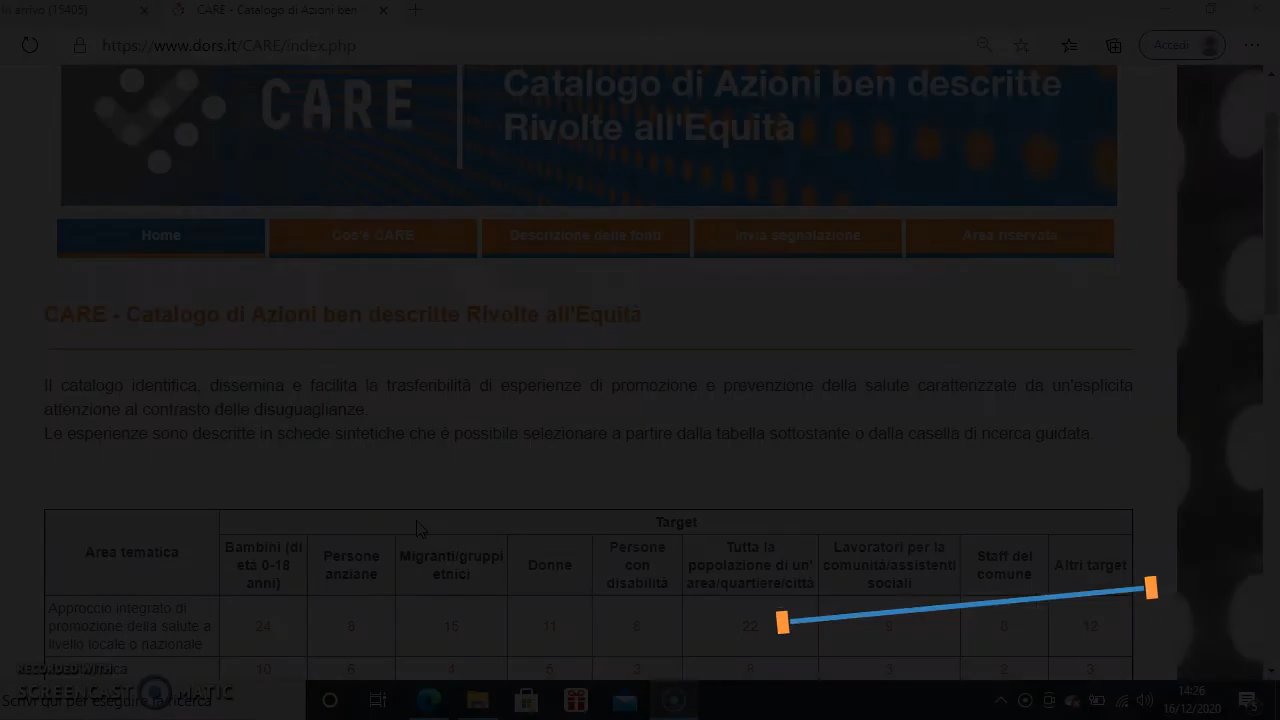 In arrivo (15405)
CARE - Catalogo di Azioni ben
https://www.dors.it/CARE/index.php
Accedi
CARE
Catalogo di Azioni ben descritte
Rivolte all'Equità
Home
Cos'è CARE
Descrizione delle fonti
Invia segnalazione
Area riservata
CARE - Catalogo di Azioni ben descritte Rivolte all'Equità
Il catalogo identifica, dissemina e facilita la trasferibilità di esperienze di promozione e prevenzione della salute caratterizzate da un'esplicita
attenzione al contrasto delle disuguaglianze.
Le esperienze sono descritte in schede sintetiche che è possibile selezionare a partire dalla tabella sottostante o dalla casella di ricerca guidata.
Target
Area tematica
Bambini (di età 0-18 anni)
Persone anziane
Migranti/gruppi etnici
Donne
Persone con disabilità
Tutta la popolazione di un' area/quartiere/città
Lavoratori per la comunità/assistenti sociali
Staff del comune
Altri target
Approccio integrato di
promozione della salute a
livello locale o nazionale
24 15 11 22
10 6 4 5 3 3 2 3
RECORDED WITH
SCREENCAST MATIC
Scrivi qui per eseguire la ricerca
14:26
16/12/2020